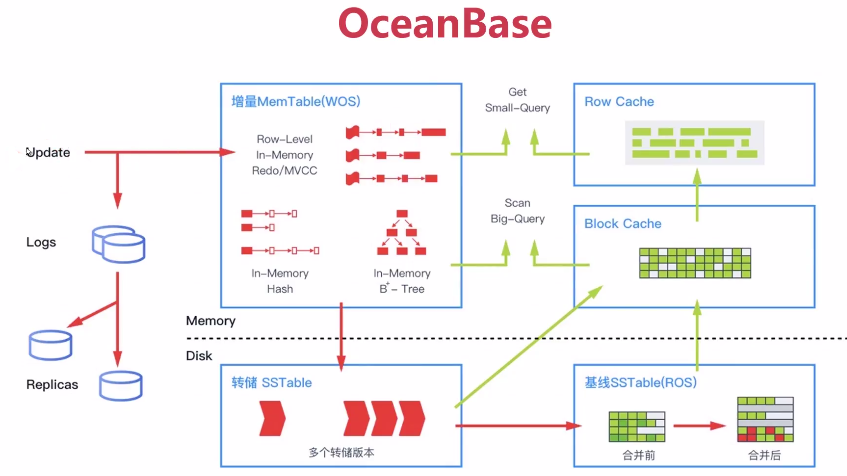 OceanBase
增量MemTable(WOS)
Row-Level
In-Memory
Redo/MVCC
In-Memory
Hash
In-Memory
B+- Tree
Get
Small-Query
Scan
Big-Query
Row Cache
Block Cache
Update
Logs
Replicas
Memory
Disk
转储 SSTable
多个转储版本
基线SSTable(ROS)
合并前
合并后